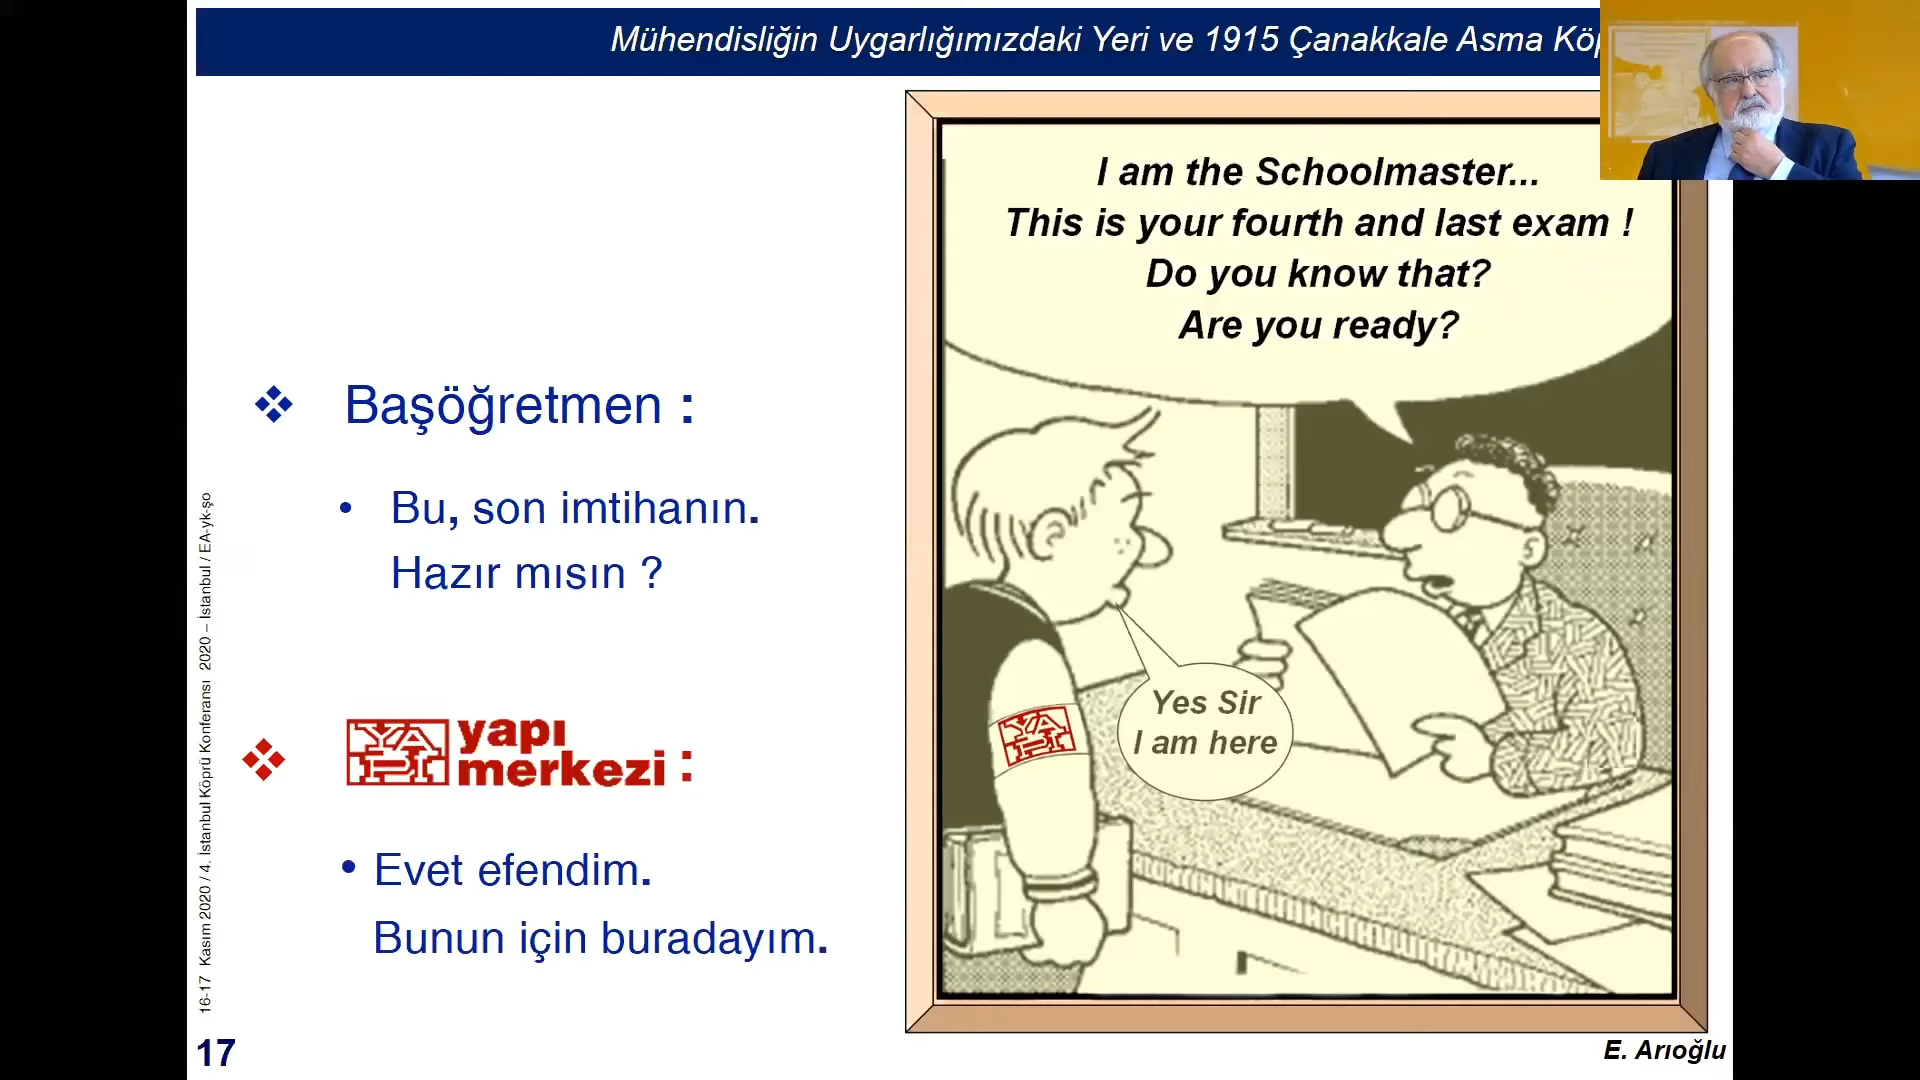 Mühendisliğin Uygarlığımızdaki Yeri ve 1915 Çanakkale Asma
I am the Schoolmaster...
This is your fourth and last exam !
Do you know that?
Are you ready?
❖ Başöğretmen :
• Bu, son imtihanın.
Hazır mısın ?
YAPI yapı
merkezi :
• Evet efendim.
Bunun için buradayım.
Yes Sir
I am here
YAPI
16-17 Kasım 2020 / 4. İstanbul Köprü Konferansı 2020 – İstanbul / EA-yk-şo
17
E. Arıoğlu